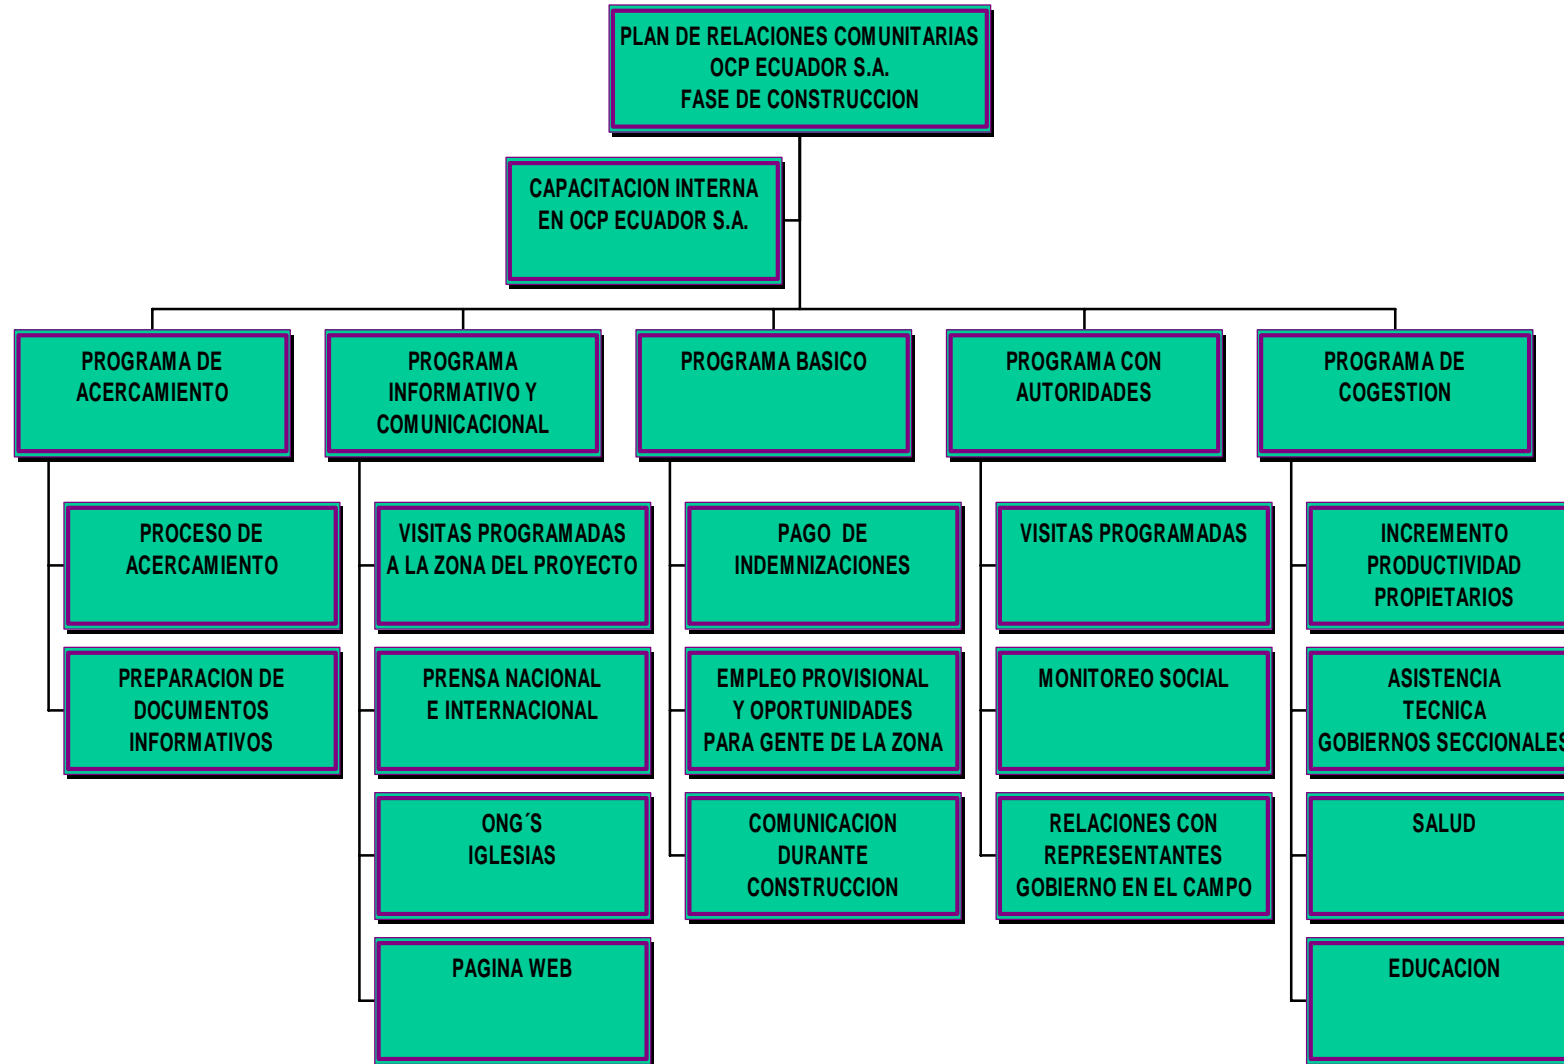 PLAN DE RELACIONES COMUNITARIAS
OCP ECUADOR S.A.
FASE DE CONSTRUCCION
CAPACITACION INTERNA
EN OCP ECUADOR S.A.
PROGRAMA DE
ACERCAMIENTO
PROCESO DE
ACERCAMIENTO
PREPARACION DE
DOCUMENTOS
INFORMATIVOS
PROGRAMA
INFORMATIVO Y
COMUNICACIONAL
VISITAS PROGRAMADAS
A LA ZONA DEL PROYECTO
PRENSA NACIONAL
E INTERNACIONAL
ONG´S
IGLESIAS
PAGINA WEB
PROGRAMA BASICO
PAGO DE
INDEMNIZACIONES
EMPLEO PROVISIONAL
Y OPORTUNIDADES
PARA GENTE DE LA ZONA
COMUNICACION
DURANTE
CONSTRUCCION
PROGRAMA CON
AUTORIDADES
VISITAS PROGRAMADAS
MONITOREO SOCIAL
RELACIONES CON
REPRESENTANTES
GOBIERNO EN EL CAMPO
PROGRAMA DE
COGESTION
INCREMENTO
PRODUCTIVIDAD
PROPIETARIOS
ASISTENCIA
TECNICA
GOBIERNOS SECCIONALES
SALUD
EDUCACION